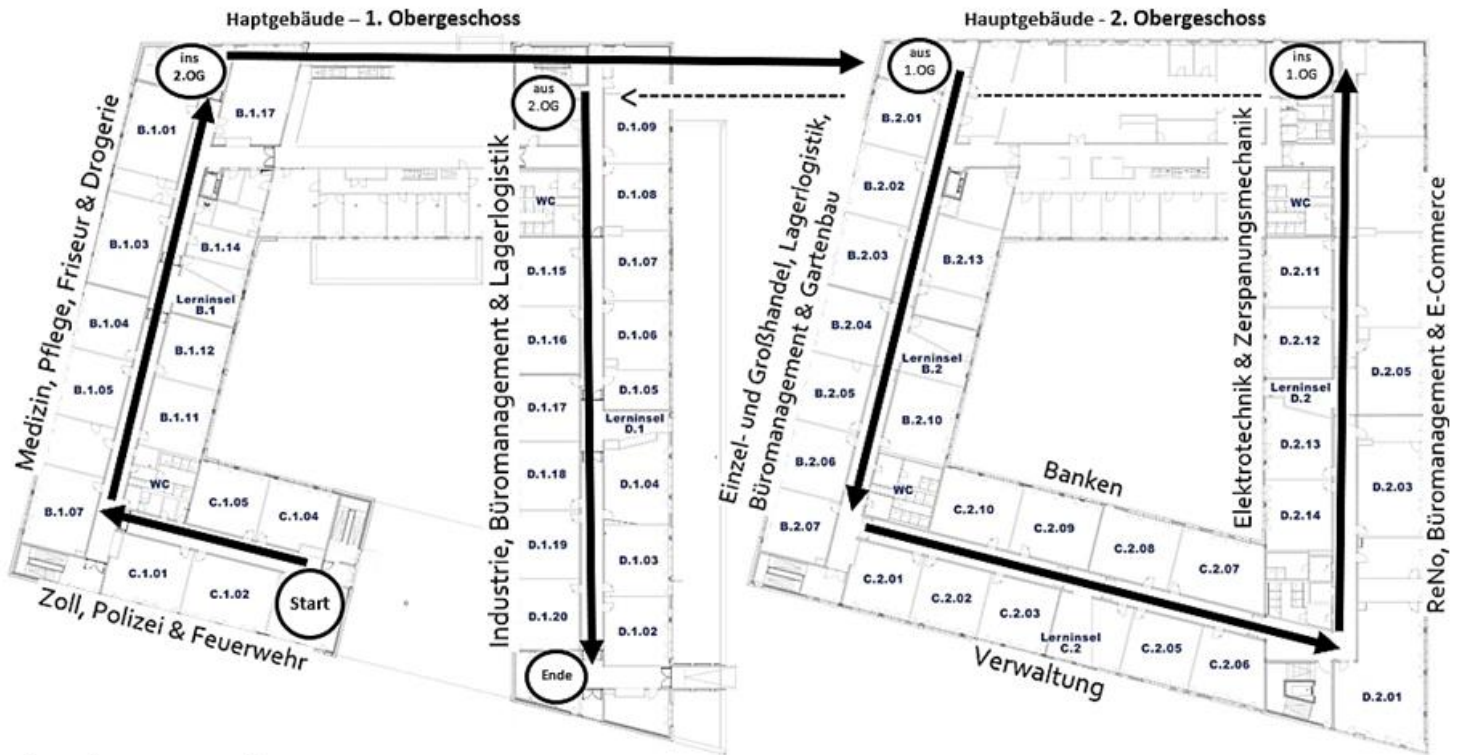 Haptgebäude – 1. Obergeschoss
ins
2.OG
B.1.17
B.1.01
B.1.03
B.1.14
Lerninsel
B.1
B.1.04
B.1.12
B.1.05
B.1.11
WC
B.1.07
C.1.05
C.1.04
C.1.01
C.1.02
Start
Medizin, Pflege, Friseur & Drogerie
Zoll, Polizei & Feuerwehr
aus
2.OG
D.1.09
WC
D.1.08
D.1.15
D.1.07
D.1.16
D.1.06
D.1.05
D.1.17
Lerninsel
D.1
D.1.18
D.1.04
D.1.19
D.1.03
D.1.20
D.1.02
Ende
Industrie, Büromanagement & Lagerlogistik
Hauptgebäude - 2. Obergeschoss
aus
1.OG
B.2.01
B.2.02
B.2.03
B.2.13
B.2.04
Lerninsel
B.2
B.2.05
B.2.10
B.2.06
WC
B.2.07
Einzel- und Großhandel, Lagerlogistik,
Büromanagement & Gartenbau
Banken
C.2.10
C.2.09
C.2.08
C.2.07
C.2.01
C.2.02
C.2.03
Lerninsel
C.2
C.2.05
C.2.06
Verwaltung
ins
1.OG
WC
D.2.11
D.2.12
D.2.05
Lerninsel
D.2
D.2.13
D.2.03
D.2.14
D.2.01
Elektrotechnik & Zerspanungsmechanik
ReNo, Büromanagement & E-Commerce